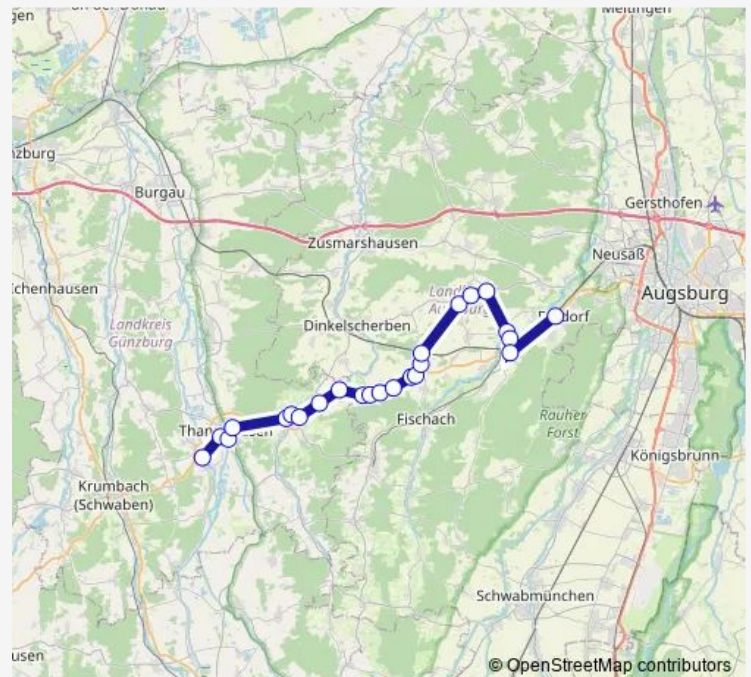 Meitingen
Burgau
Gersthofen
Zusmarshausen
Neusäß
Augsburg
Landkreis
Günzburg
Dinkelscherben
Fischach
Rauher
Forst
Königsbrunn
Krumbach
(Schwaben)
Schwabmünchen
© OpenStreetMap contributors